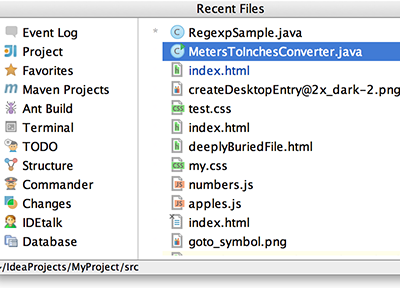 Recent Files
Event Log
Project
Favorites
Maven Projects
Ant Build
Terminal
TODO
Structure
Commander
Changes
IDEtalk
Database
* RegexpSample.java
MetersToInchesConverter.java
index.html
createDesktopEntry@2x_dark-2.png
test.css
index.html
deeplyBuriedFile.html
my.css
numbers.js
apples.js
index.html
goto_symbol.png
~/IdeaProjects/MyProject/src